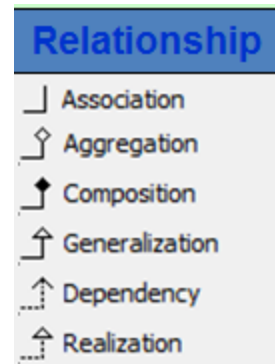 Relationship
Association
Aggregation
Composition
Generalization
Dependency
Realization